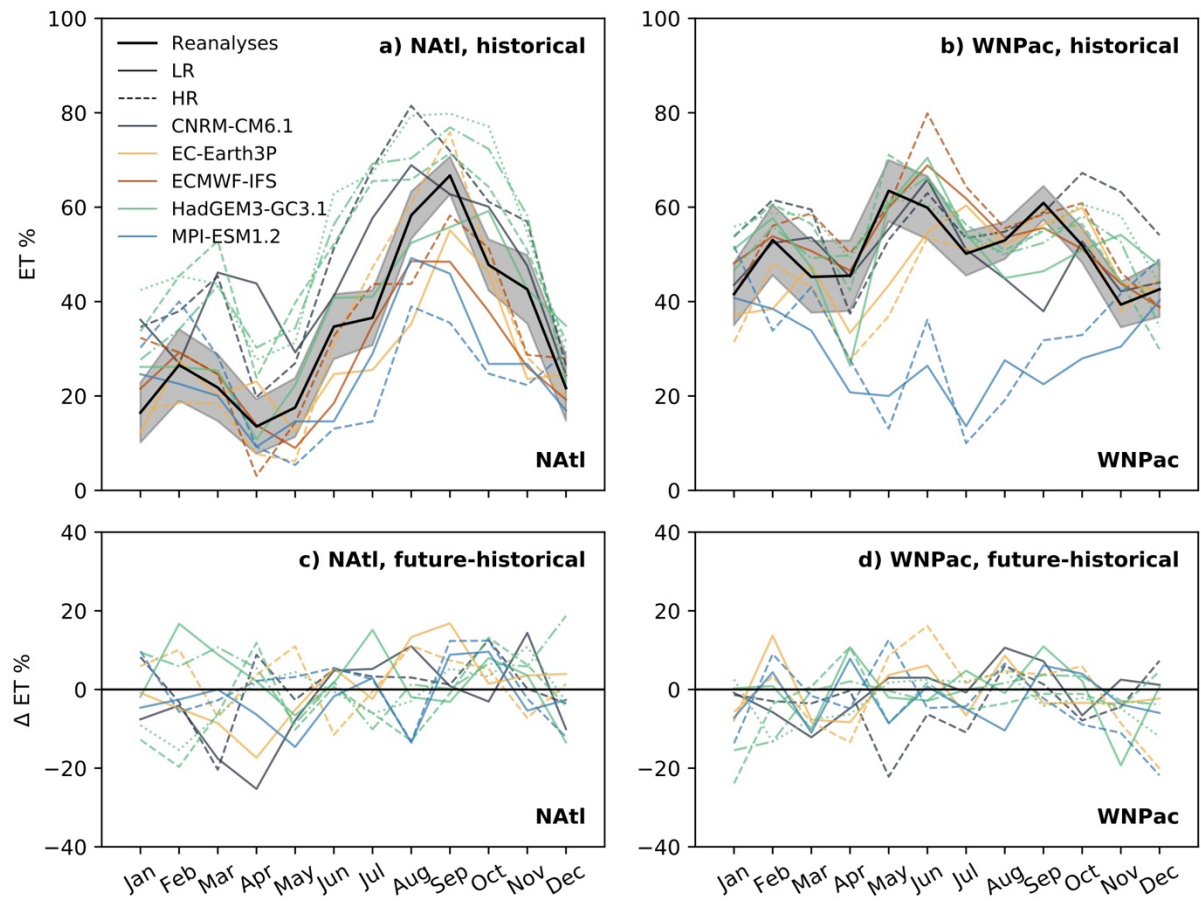 100
80
60
40
20
0
ET %
Reanalyses
LR
HR
CNRM-CM6.1
EC-Earth3P
ECMWF-IFS
HadGEM3-GC3.1
MPI-ESM1.2
a) NAtl, historical
NAtl
100
80
60
40
20
0
b) WNPac, historical
WNPac
40
20
0
−20
−40
Δ ET %
c) NAtl, future-historical
NAtl
Jan Feb Mar Apr May Jun Jul Aug Sep Oct Nov Dec
40
20
0
−20
−40
d) WNPac, future-historical
WNPac
Jan Feb Mar Apr May Jun Jul Aug Sep Oct Nov Dec